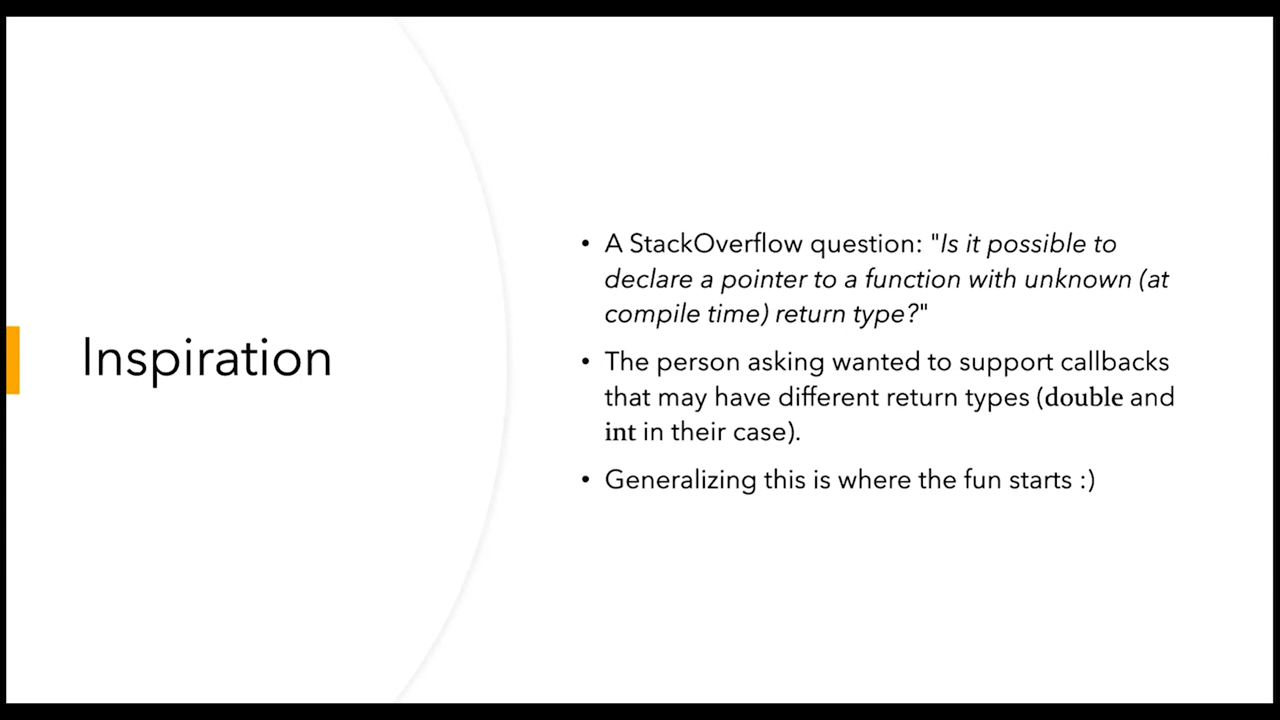 Inspiration
• A StackOverflow question: "Is it possible to
declare a pointer to a function with unknown (at
compile time) return type?"
• The person asking wanted to support callbacks
that may have different return types (double and
int in their case).
• Generalizing this is where the fun starts :)